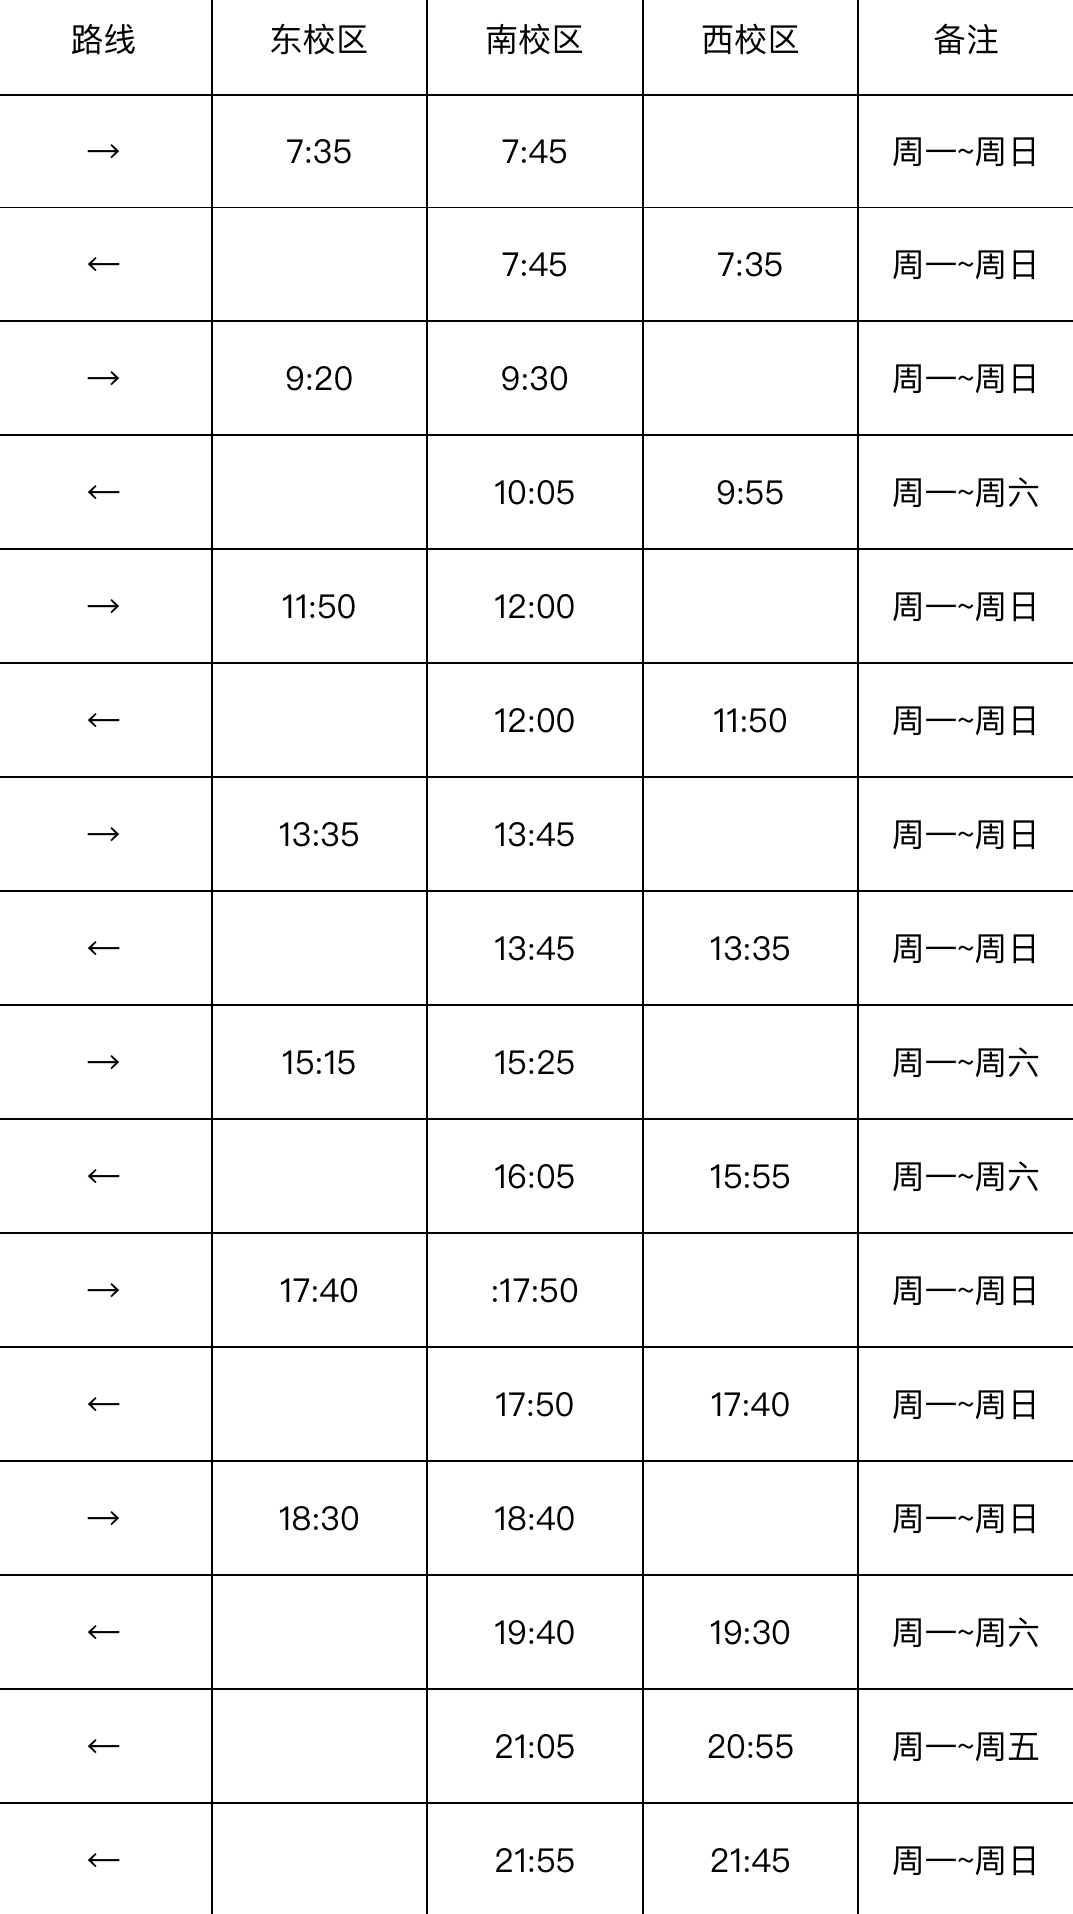 路线 东校区 南校区 西校区 备注
→ 7:35 7:45 周一~周日
← 7:45 7:35 周一~周日
→ 9:20 9:30 周一~周日
← 10:05 9:55 周一~周六
→ 11:50 12:00 周一~周日
← 12:00 11:50 周一~周日
→ 13:35 13:45 周一~周日
← 13:45 13:35 周一~周日
→ 15:15 15:25 周一~周六
← 16:05 15:55 周一~周六
→ 17:40 :17:50 周一~周日
← 17:50 17:40 周一~周日
→ 18:30 18:40 周一~周日
← 19:40 19:30 周一~周六
← 21:05 20:55 周一~周五
← 21:55 21:45 周一~周日